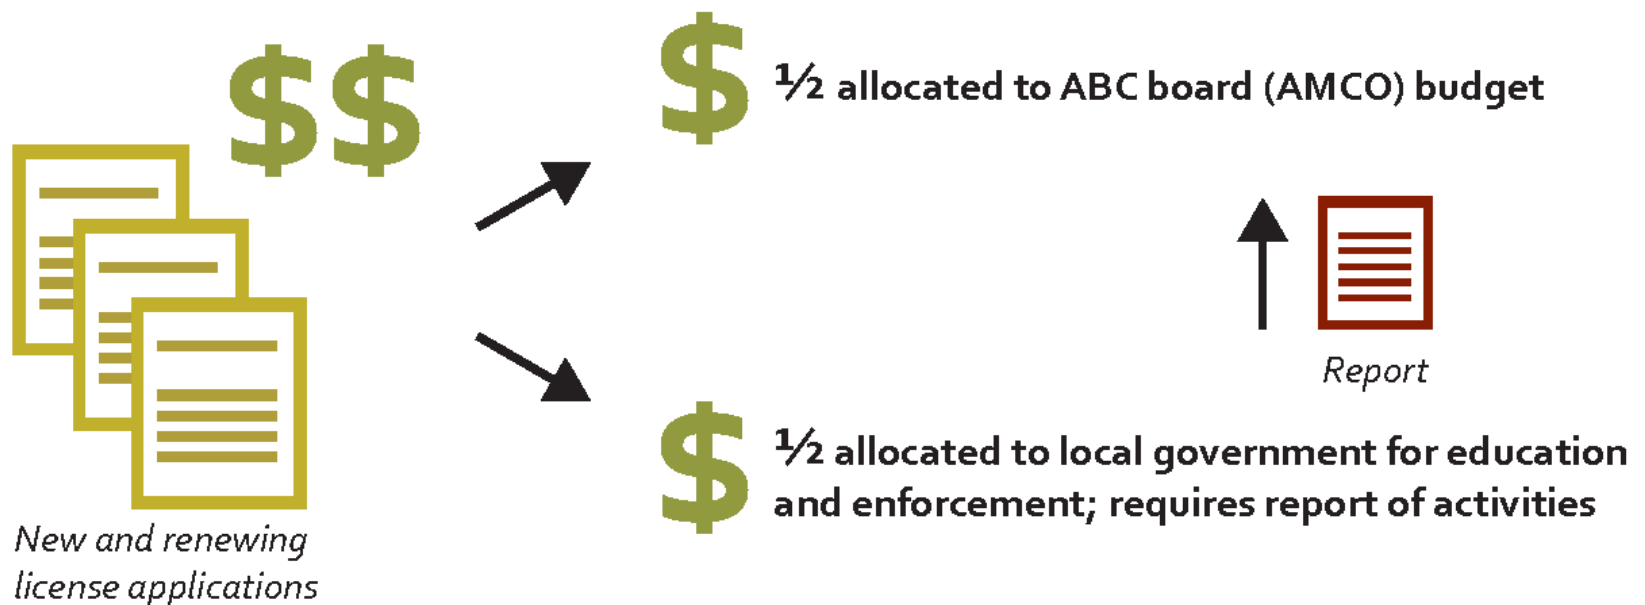 $$
$ ½ allocated to ABC board (AMCO) budget
Report
$ ½ allocated to local government for education
and enforcement; requires report of activities
New and renewing
license applications